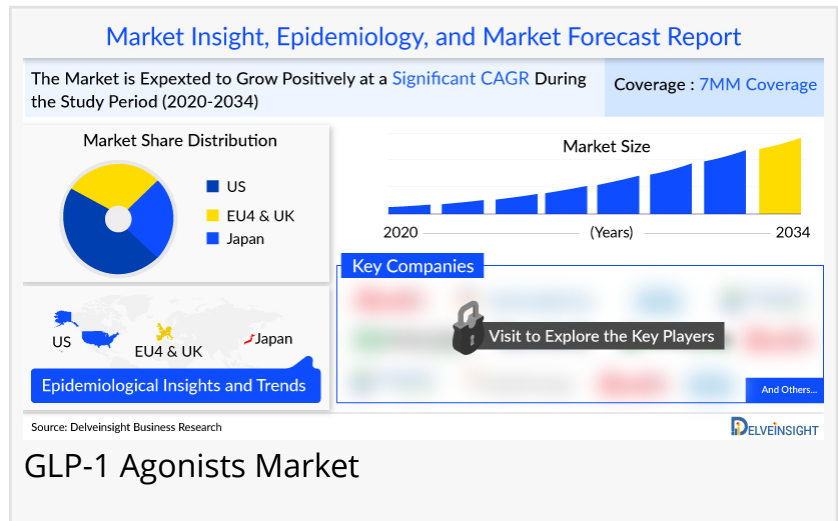 Market Insight, Epidemiology, and Market Forecast Report
The Market is Expexted to Grow Positively at a Significant CAGR During
the Study Period (2020-2034)
Coverage : 7MM Coverage
Market Share Distribution
US
EU4 & UK
Japan
Market Size
2020
(Years)
2034
US
EU4 & UK
Japan
Epidemiological Insights and Trends
Key Companies
Visit to Explore the Key Players
And Others...
Source: Delveinsight Business Research
DELVEINSIGHT
GLP-1 Agonists Market